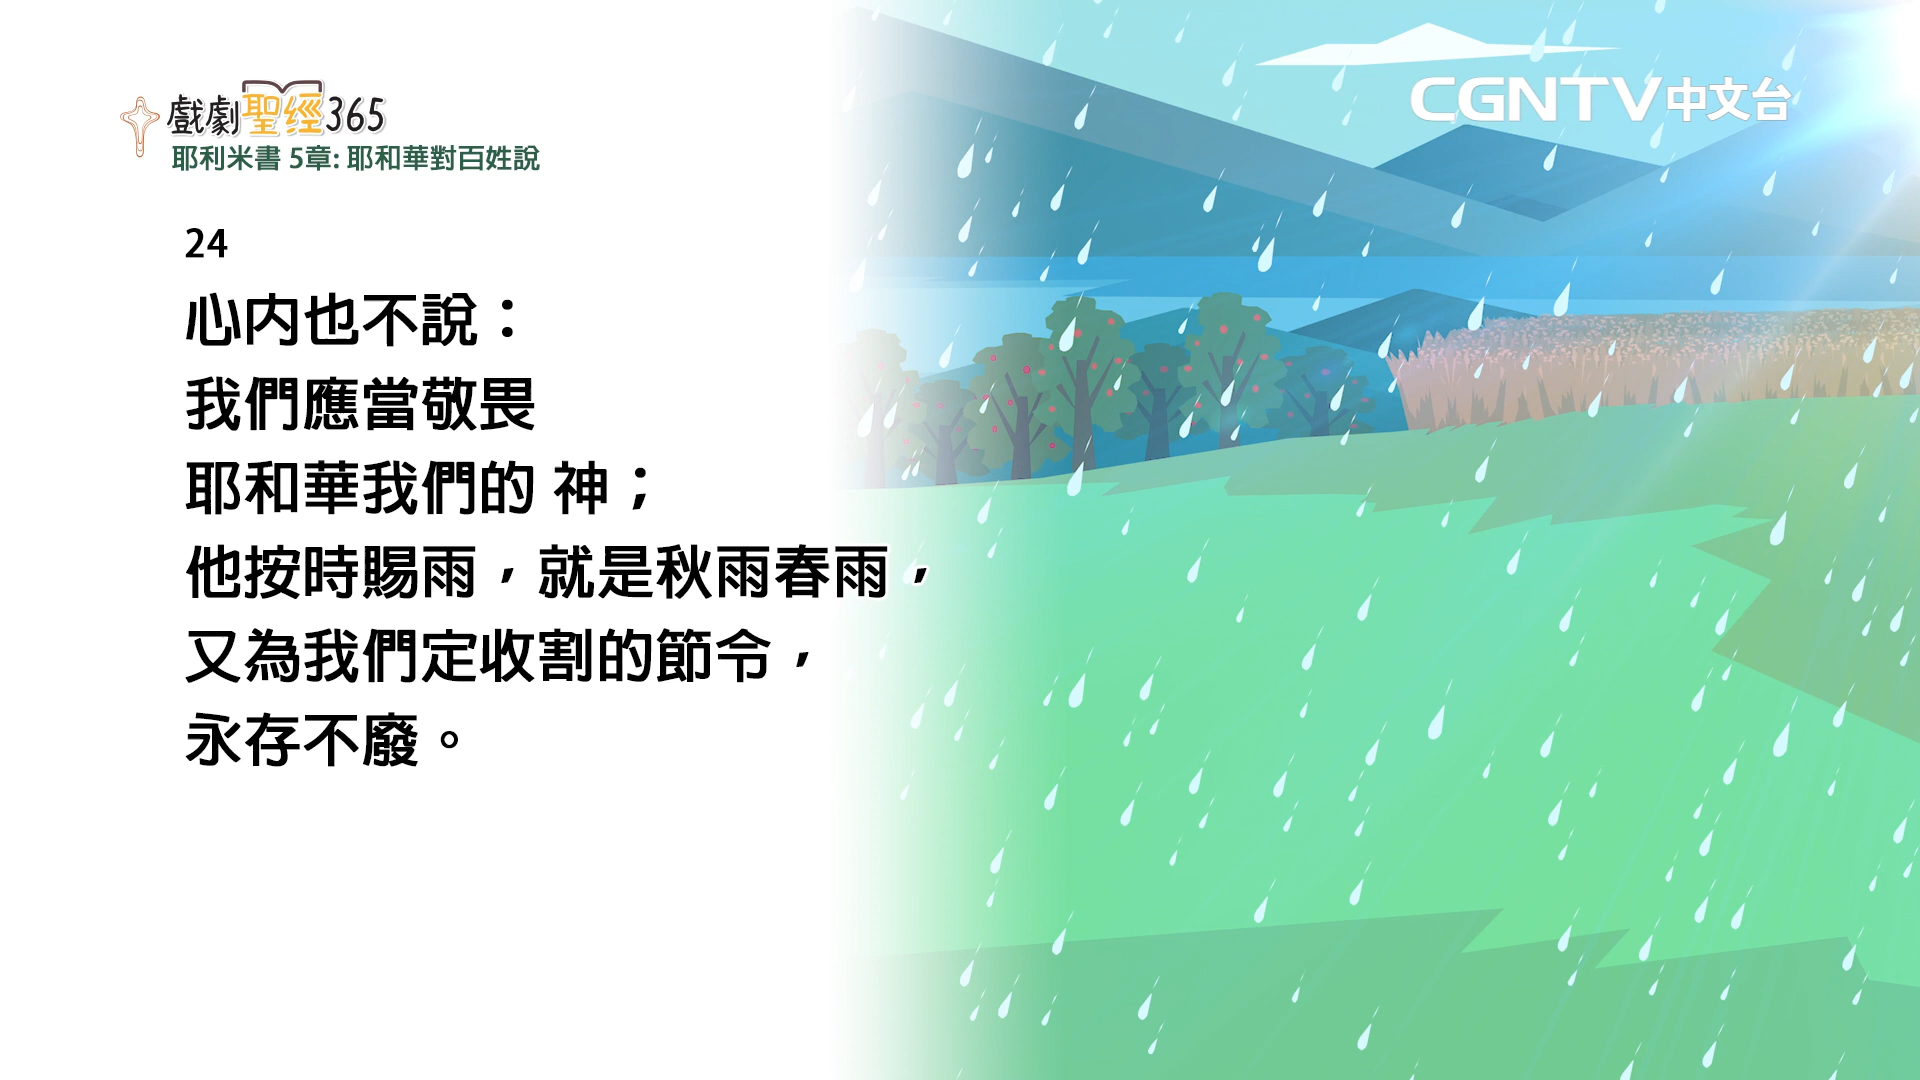 戲劇聖經365
耶利米書 5章: 耶和華對百姓說
CGNTV中文台
24
心內也不說：
我們應當敬畏
耶和華我們的 神；
他按時賜雨，就是秋雨春雨，
又為我們定收割的節令，
永存不廢。